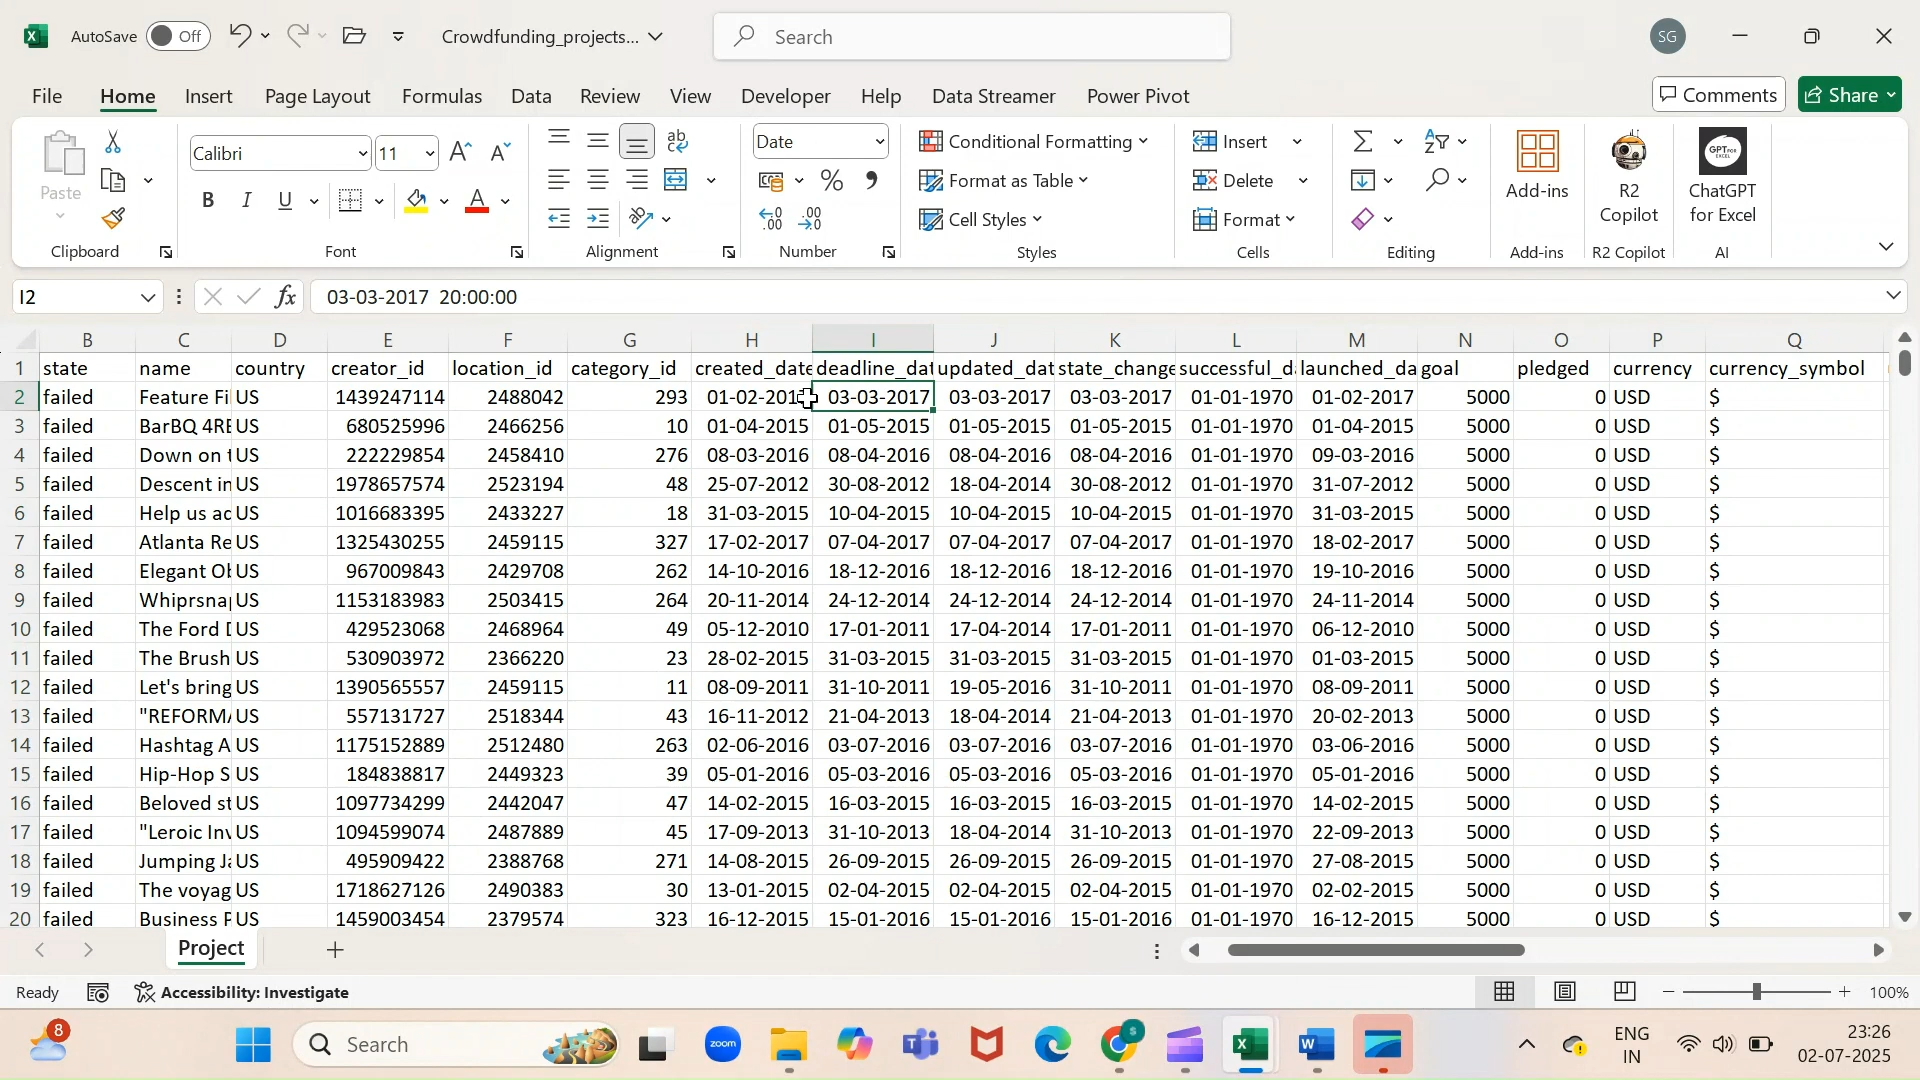 AutoSave Off Crowdfunding_projects... Search SG
File Home Insert Page Layout Formulas Data Review View Developer Help Data Streamer Power Pivot Comments Share
Paste Calibri 11 Date Conditional Formatting Insert Add-ins R2 Copilot ChatGPT for Excel
B I U Format as Table Delete
Cell Styles Format
Clipboard Font Alignment Number Styles Cells Editing Add-ins R2 Copilot AI
I2 fx 03-03-2017 20:00:00
B C D E F G H I J K L M N O P Q
1 state name country creator_id location_id category_id created_date deadline_dat updated_dat state_change successful_da launched_da goal pledged currency currency_symbol
2 failed Feature Fi US 1439247114 2488042 293 01-02-201 03-03-2017 03-03-2017 03-03-2017 01-01-1970 01-02-2017 5000 0 USD $
3 failed BarBQ 4RE US 680525996 2466256 10 01-04-2015 01-05-2015 01-05-2015 01-05-2015 01-01-1970 01-04-2015 5000 0 USD $
4 failed Down on t US 222229854 2458410 276 08-03-2016 08-04-2016 08-04-2016 08-04-2016 01-01-1970 09-03-2016 5000 0 USD $
5 failed Descent in US 1978657574 2523194 48 25-07-2012 30-08-2012 18-04-2014 30-08-2012 01-01-1970 31-07-2012 5000 0 USD $
6 failed Help us ad US 1016683395 2433227 18 31-03-2015 10-04-2015 10-04-2015 10-04-2015 01-01-1970 31-03-2015 5000 0 USD $
7 failed Atlanta Re US 1325430255 2459115 327 17-02-2017 07-04-2017 07-04-2017 07-04-2017 01-01-1970 18-02-2017 5000 0 USD $
8 failed Elegant Ob US 967009843 2429708 262 14-10-2016 18-12-2016 18-12-2016 18-12-2016 01-01-1970 19-10-2016 5000 0 USD $
9 failed Whiprsnap US 1153183983 2503415 264 20-11-2014 24-12-2014 24-12-2014 24-12-2014 01-01-1970 24-11-2014 5000 0 USD $
10 failed The Ford D US 429523068 2468964 49 05-12-2010 17-01-2011 17-04-2014 17-01-2011 01-01-1970 06-12-2010 5000 0 USD $
11 failed The Brush US 530903972 2366220 23 28-02-2015 31-03-2015 31-03-2015 31-03-2015 01-01-1970 01-03-2015 5000 0 USD $
12 failed Let's bring US 1390565557 2459115 11 08-09-2011 31-10-2011 19-05-2016 31-10-2011 01-01-1970 08-09-2011 5000 0 USD $
13 failed "REFORMA US 557131727 2518344 43 16-11-2012 21-04-2013 18-04-2014 21-04-2013 01-01-1970 20-02-2013 5000 0 USD $
14 failed Hashtag A US 1175152889 2512480 263 02-06-2016 03-07-2016 03-07-2016 03-07-2016 01-01-1970 03-06-2016 5000 0 USD $
15 failed Hip-Hop S US 184838817 2449323 39 05-01-2016 05-03-2016 05-03-2016 05-03-2016 01-01-1970 05-01-2016 5000 0 USD $
16 failed Beloved st US 1097734299 2442047 47 14-02-2015 16-03-2015 16-03-2015 16-03-2015 01-01-1970 14-02-2015 5000 0 USD $
17 failed "Leroic Inv US 1094599074 2487889 45 17-09-2013 31-10-2013 18-04-2014 31-10-2013 01-01-1970 22-09-2013 5000 0 USD $
18 failed Jumping Ja US 495909422 2388768 271 14-08-2015 26-09-2015 26-09-2015 26-09-2015 01-01-1970 27-08-2015 5000 0 USD $
19 failed The voyag US 1718627126 2490383 30 13-01-2015 02-04-2015 02-04-2015 02-04-2015 01-01-1970 02-02-2015 5000 0 USD $
20 failed Business P US 1459003454 2379574 323 16-12-2015 15-01-2016 15-01-2016 15-01-2016 01-01-1970 16-12-2015 5000 0 USD $
Project
Ready Accessibility: Investigate 100%
8 Search zoom ENG IN 23:26
02-07-2025